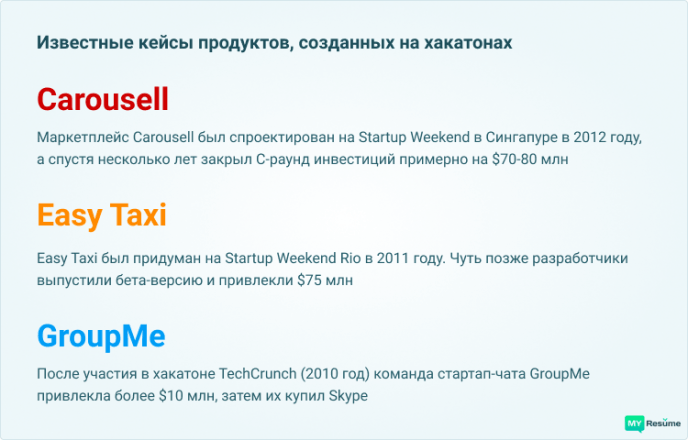 Известные кейсы продуктов, созданных на хакатонах
Carousell
Маркетплейс Carousell был спроектирован на Startup Weekend в Сингапуре в 2012 году,
а спустя несколько лет закрыл C-раунд инвестиций примерно на $70-80 млн
Easy Taxi
Easy Taxi был придуман на Startup Weekend Rio в 2011 году. Чуть позже разработчики
выпустили бета-версию и привлекли $75 млн
GroupMe
После участия в хакатоне TechCrunch (2010 год) команда стартап-чата GroupMe
привлекла более $10 млн, затем их купил Skype
MY Resume